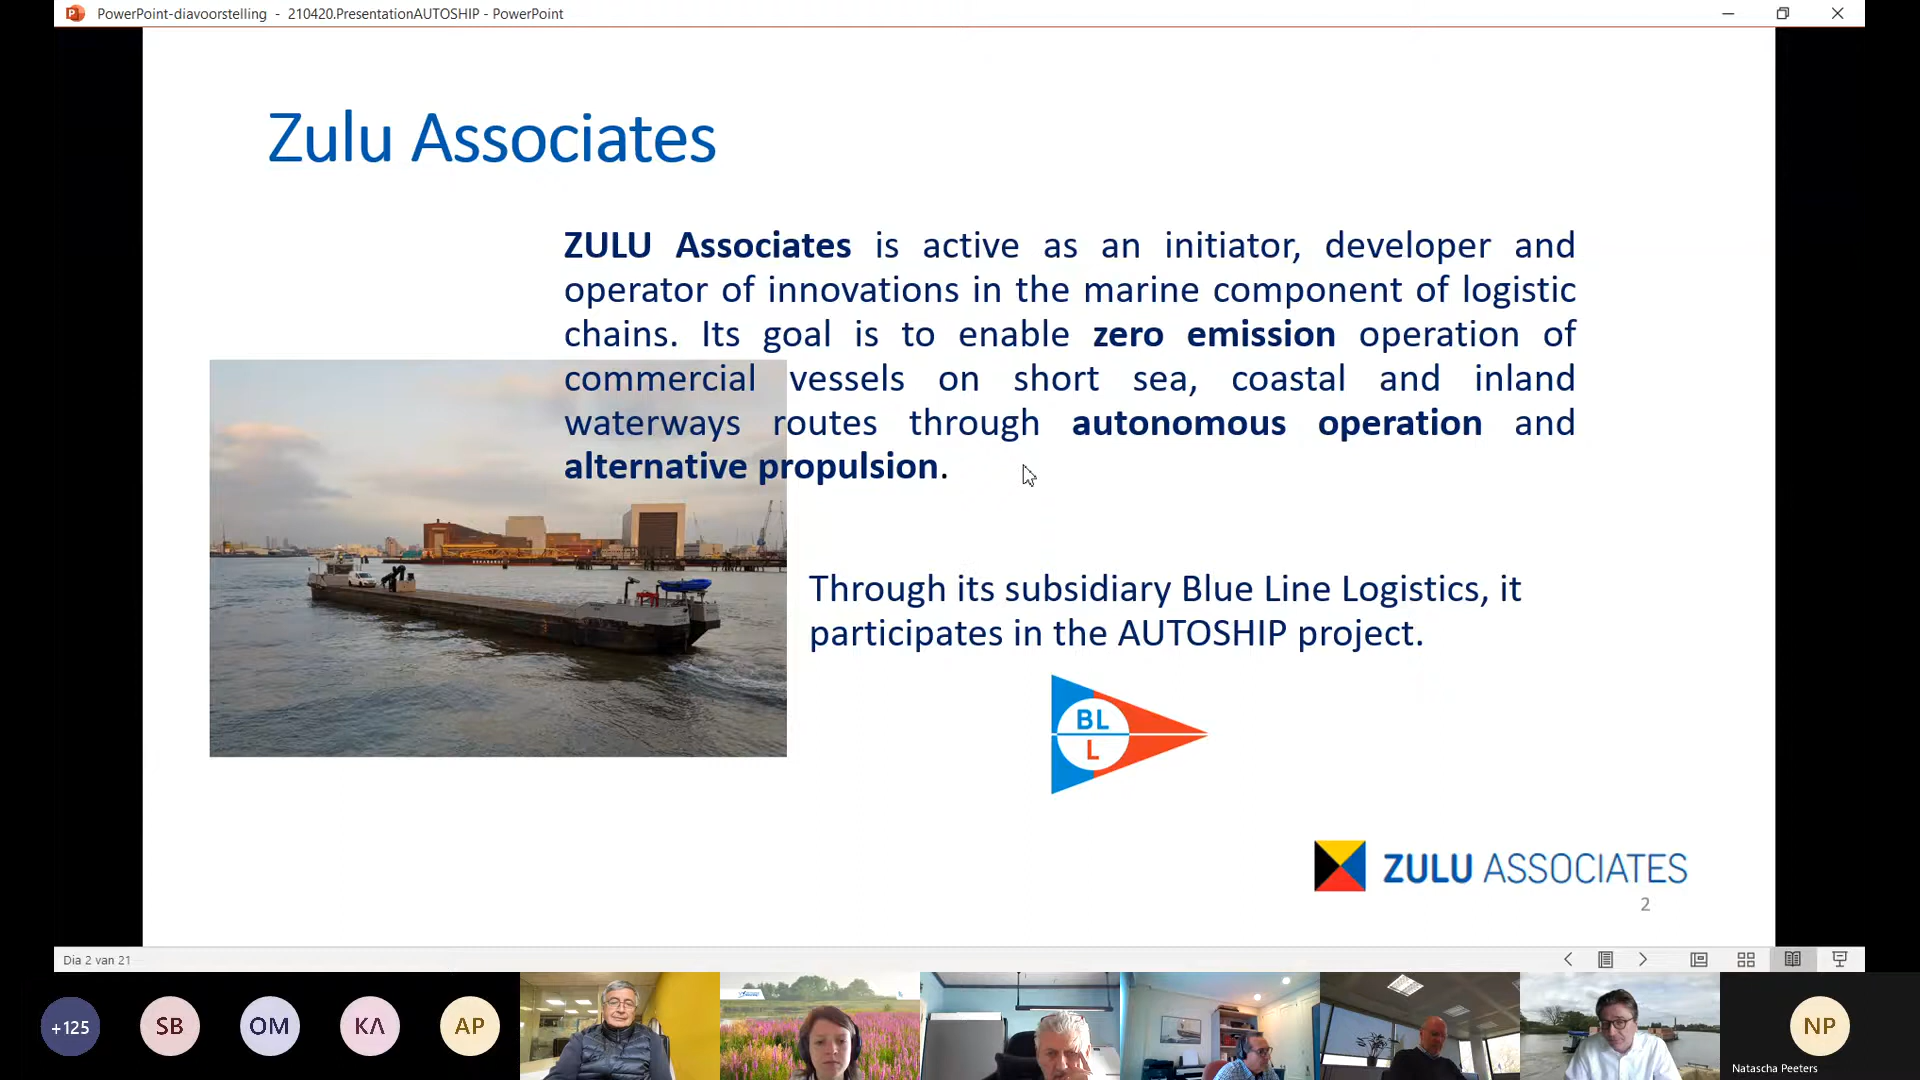 PowerPoint-diavoorstelling - 210420.PresentationAUTOSHIP - PowerPoint
Zulu Associates
ZULU Associates is active as an initiator, developer and
operator of innovations in the marine component of logistic
chains. Its goal is to enable zero emission operation of
commercial vessels on short sea, coastal and inland
waterways routes through autonomous operation and
alternative propulsion.
Through its subsidiary Blue Line Logistics, it
participates in the AUTOSHIP project.
BL
L
ZULU ASSOCIATES
2
Dia 2 van 21
+125
SB
OM
КЛ
AP
NP
Natascha Peeters